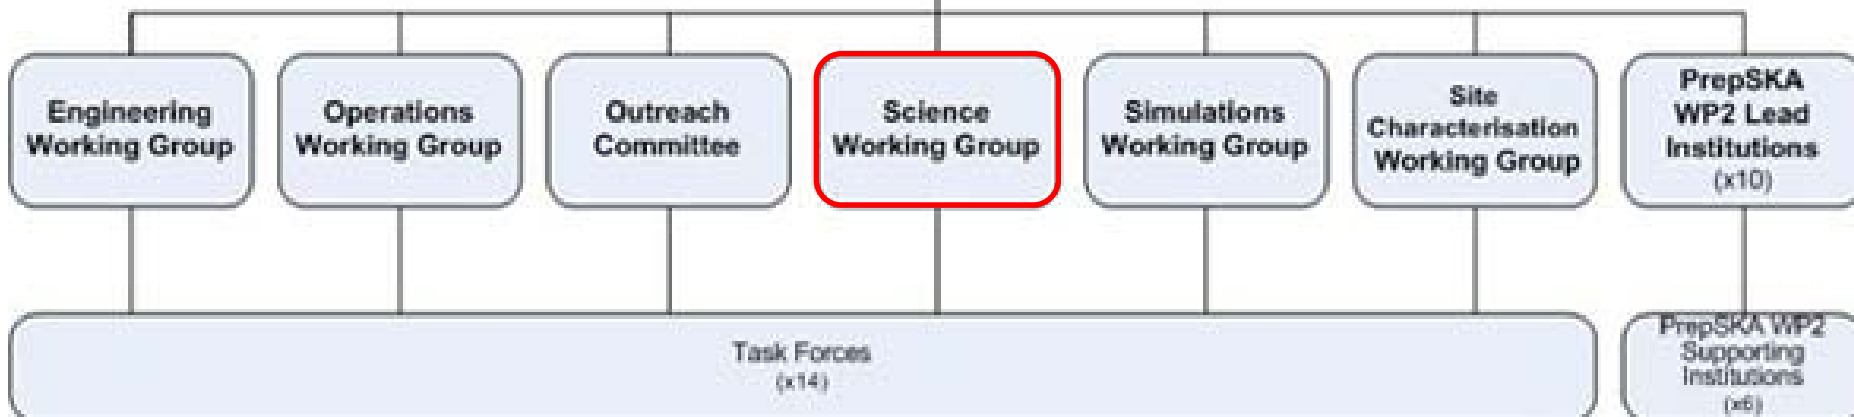 Engineering
Working Group
Operations
Working Group
Outreach
Committee
Science
Working Group
Simulations
Working Group
Site
Characterisation
Working Group
PrepSKA
WP2 Lead
Institutions
(x10)
Task Forces
(x14)
PrepSKA WP2
Supporting
Institutions
(x6)